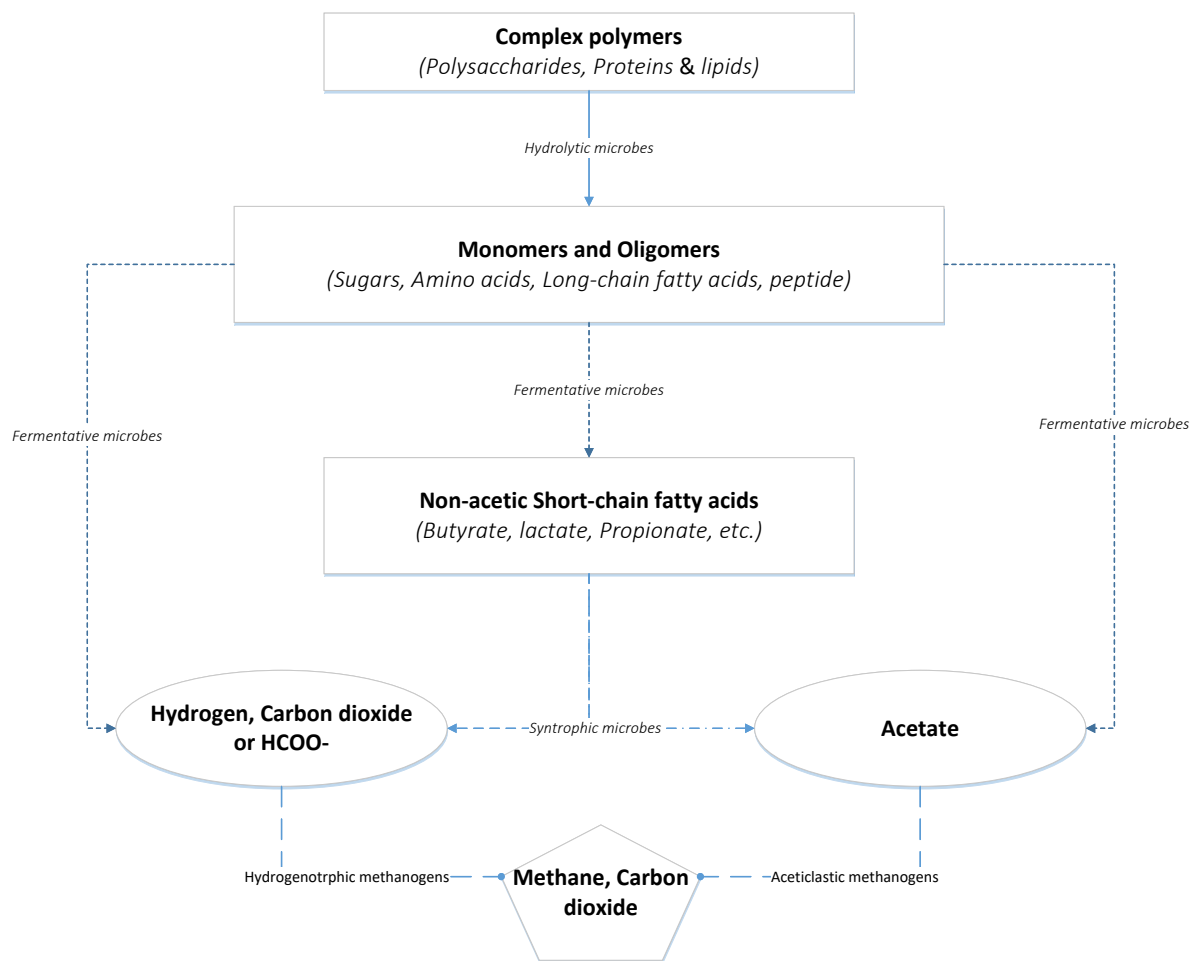 Complex polymers
(Polysaccharides, Proteins & lipids)
Hydrolytic microbes
Monomers and Oligomers
(Sugars, Amino acids, Long-chain fatty acids, peptide)
Fermentative microbes
Fermentative microbes
Fermentative microbes
Non-acetic Short-chain fatty acids
(Butyrate, lactate, Propionate, etc.)
Hydrogen, Carbon dioxide
or HCOO-
Syntrophic microbes
Acetate
Hydrogenotrphic methanogens
Methane, Carbon
dioxide
Aceticlastic methanogens